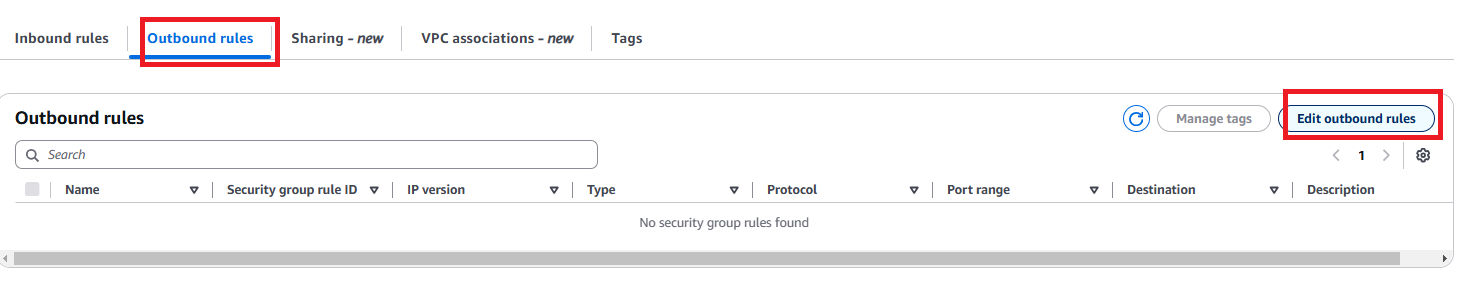 Inbound rules Outbound rules Sharing - new VPC associations - new Tags
Outbound rules Manage tags Edit outbound rules
Search 1
Name Security group rule ID IP version Type Protocol Port range Destination Description
No security group rules found